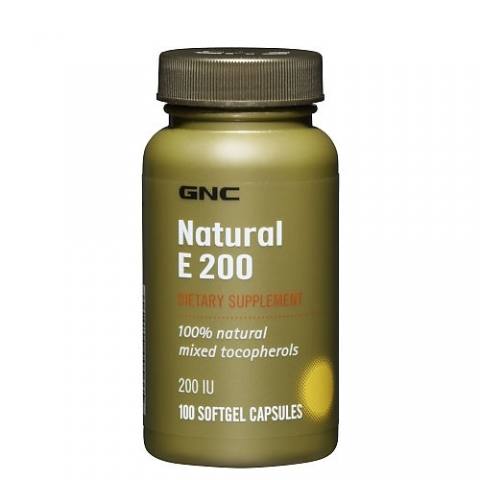 GNC
Natural
E 200
DIETARY SUPPLEMENT
100% natural
mixed tocopherols
200 IU
100 SOFTGEL CAPSULES